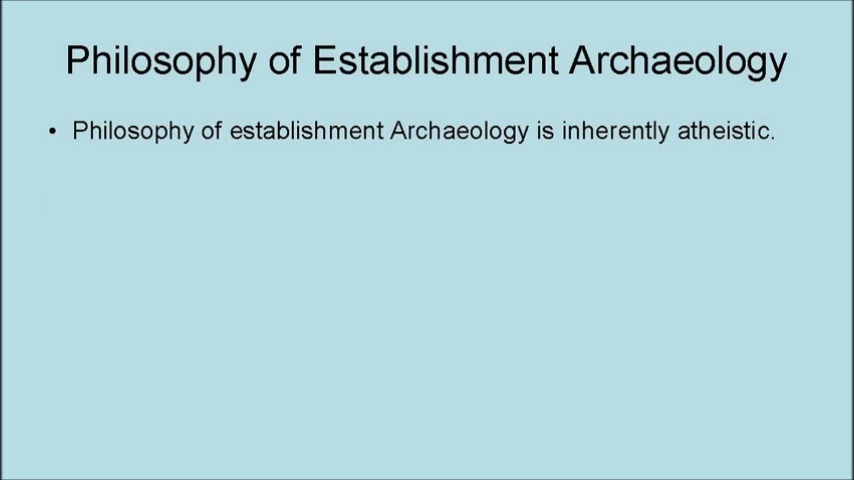 Philosophy of Establishment Archaeology
• Philosophy of establishment Archaeology is inherently atheistic.